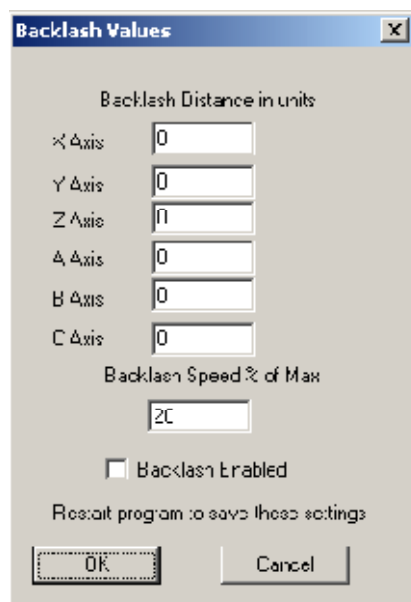 Backlash Values
Backlash Distance in units
X Axis 0
Y Axis 0
Z Axis 0
A Axis 0
B Axis 0
C Axis 0
Backlash Speed % of Max
20
Backlash Enabled
Restart program to save these settings
OK Cancel